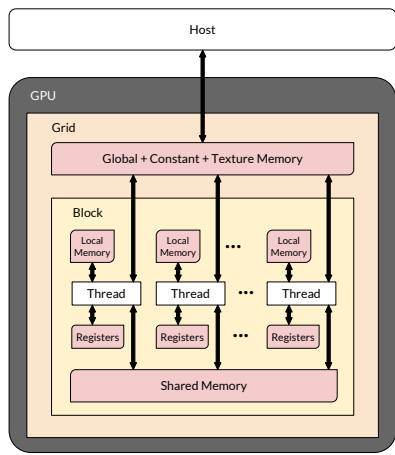 Host
GPU
Grid
Global + Constant + Texture Memory
Block
Local
Memory
Local
Memory
...
Local
Memory
Thread
Thread
...
Thread
Registers
Registers
...
Registers
Shared Memory